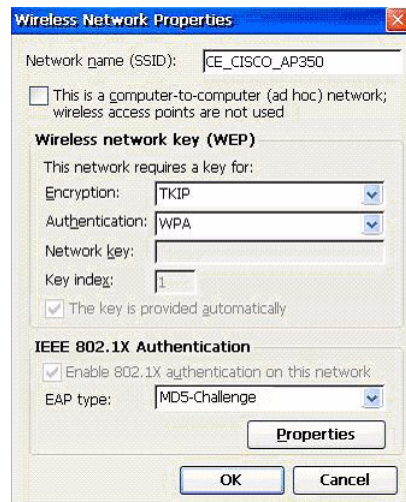 Wireless Network Properties
Network name (SSID): CE_CISCO_AP350
This is a computer-to-computer (ad hoc) network;
wireless access points are not used
Wireless network key (WEP)
This network requires a key for:
Encryption: TKIP
Authentication: WPA
Network key:
Key index: 1
The key is provided automatically
IEEE 802.1X Authentication
Enable 802.1X authentication on this network
EAP type: MD5-Challenge
Properties
OK Cancel